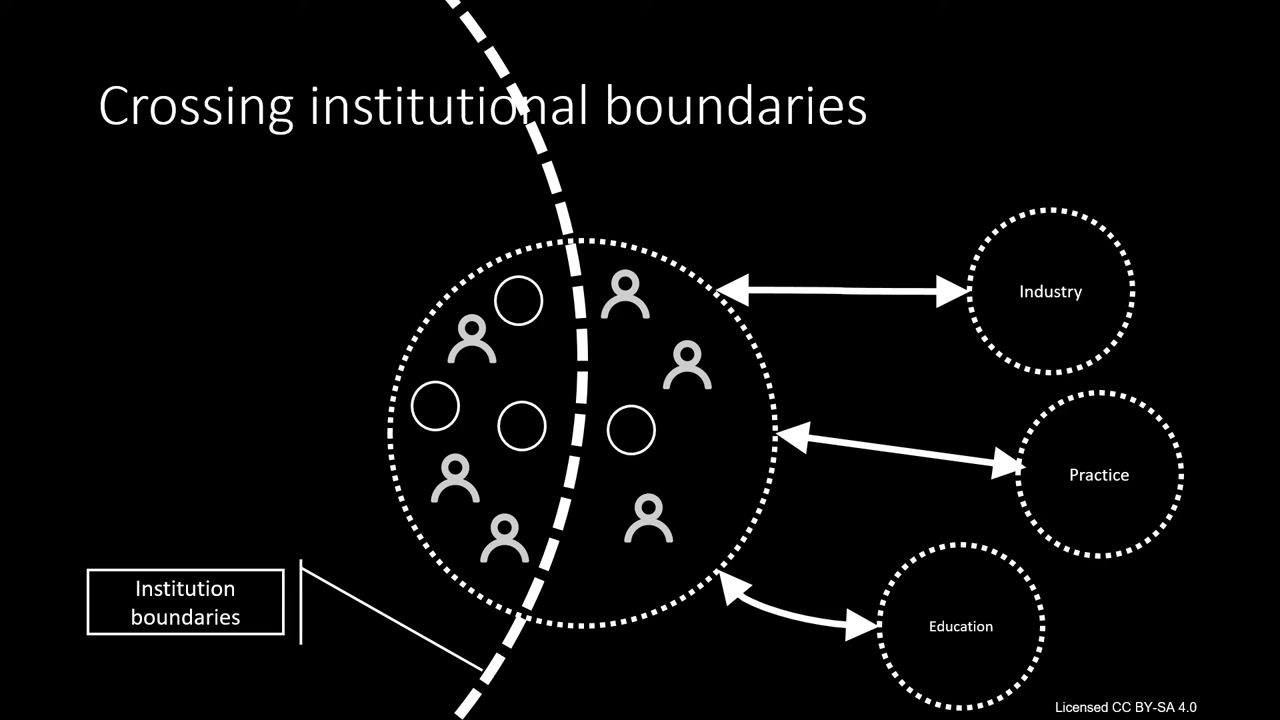 Crossing institutional boundaries
Industry
Practice
Institution
boundaries
Education
Licensed CC BY-SA 4.0